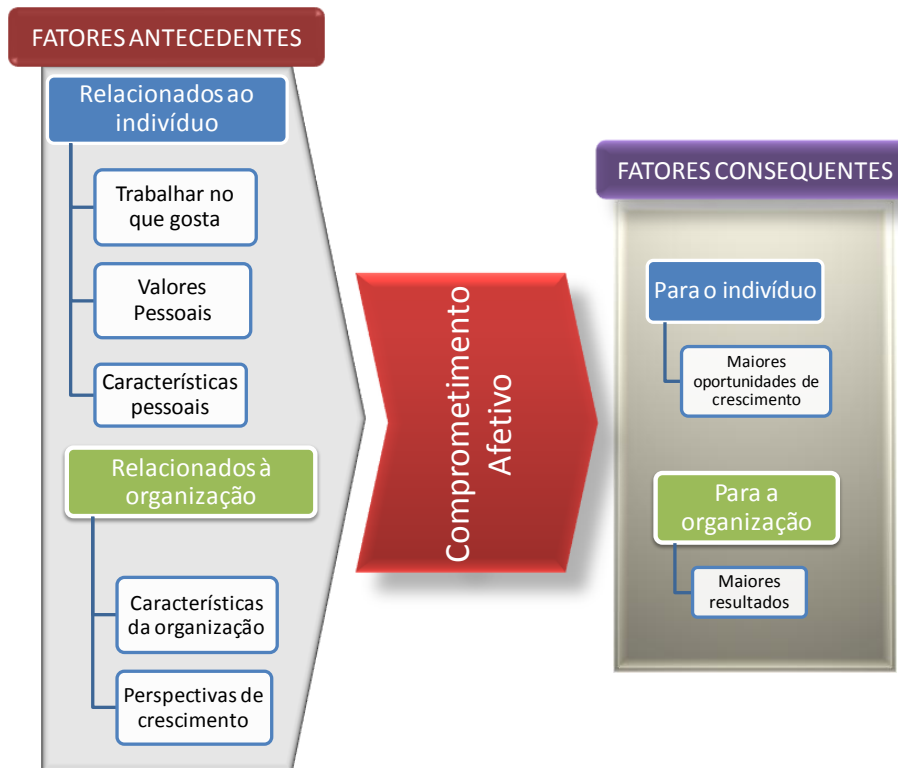 FATORES ANTECEDENTES
Relacionados ao
indivíduo
Trabalhar no
que gosta
Valores
Pessoais
Características
pessoais
Relacionados à
organização
Características
da organização
Perspectivas de
crescimento
Comprometimento
Afetivo
FATORES CONSEQUENTES
Para o indivíduo
Maiores
oportunidades de
crescimento
Para a
organização
Maiores
resultados